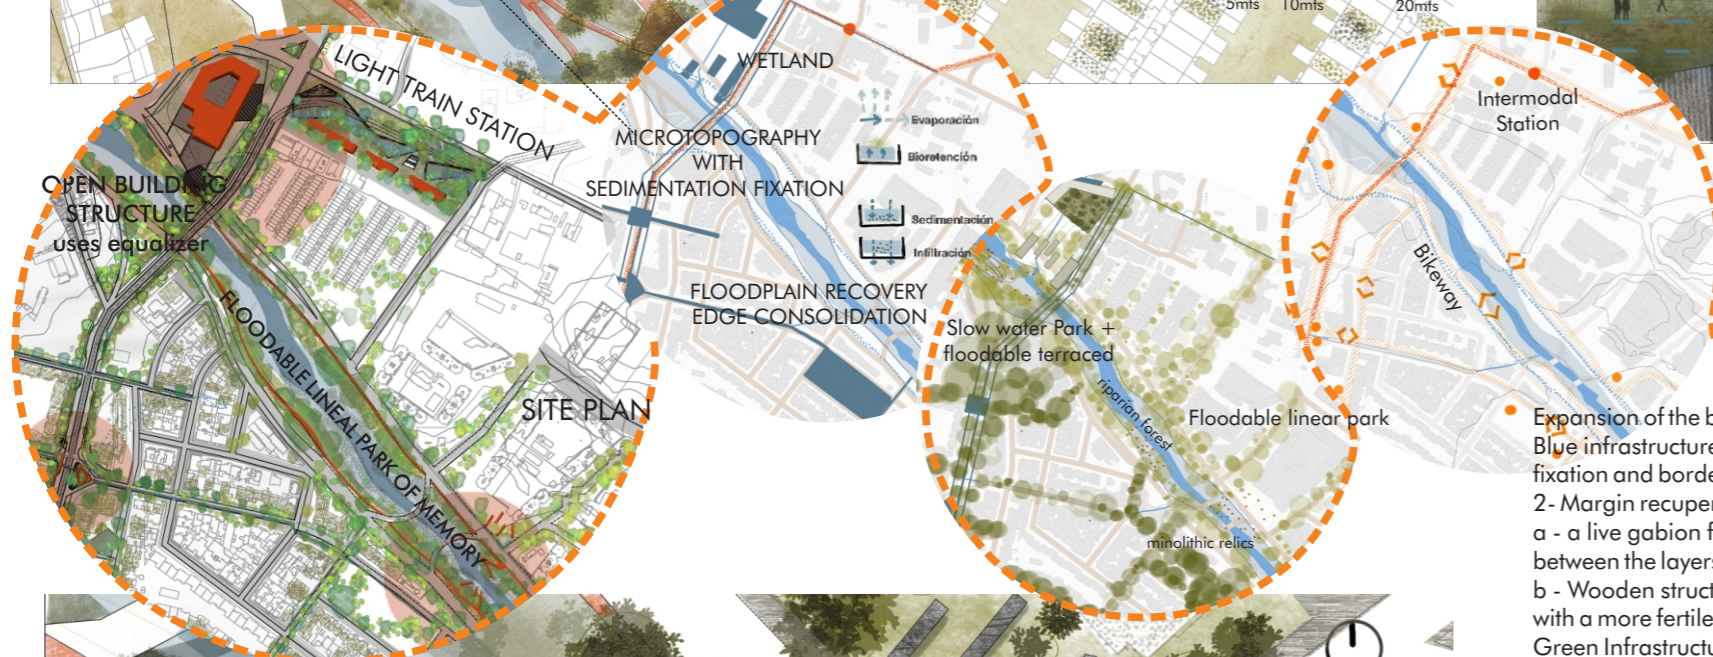 5mts 10mts 20mts
LIGHT TRAIN STATION
OPEN BUILDING
STRUCTURE
uses equalizer
FLOODABLE LINEAL PARK OF MEMORY
SITE PLAN
WETLAND
MICROTOPOGRAPHY
WITH
SEDIMENTATION FIXATION
Evaporación
Bioretención
Sedimentación
Infiltración
FLOODPLAIN RECOVERY
EDGE CONSOLIDATION
Slow water Park +
floodable terraced
riparian forest
Floodable linear park
minolithic relics
Intermodal
Station
Bikeway
Expansion of the b
Blue infrastructure
fixation and borde
2- Margin recuper
a - a live gabion f
between the layers
b - Wooden struct
with a more fertile
Green Infrastructu